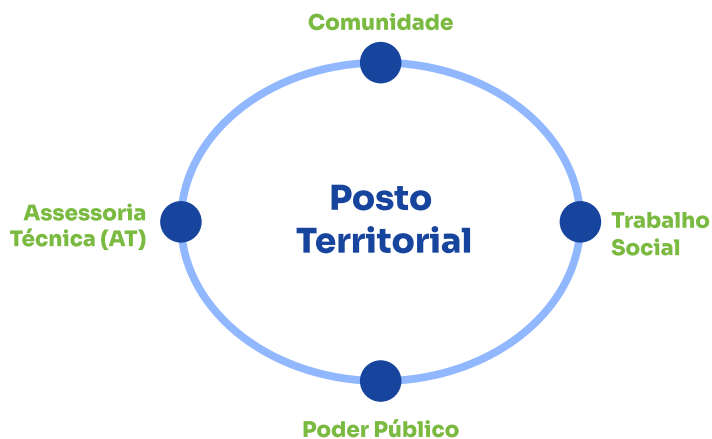 Comunidade
Posto
Territorial
Assessoria
Técnica (AT)
Trabalho
Social
Poder Público